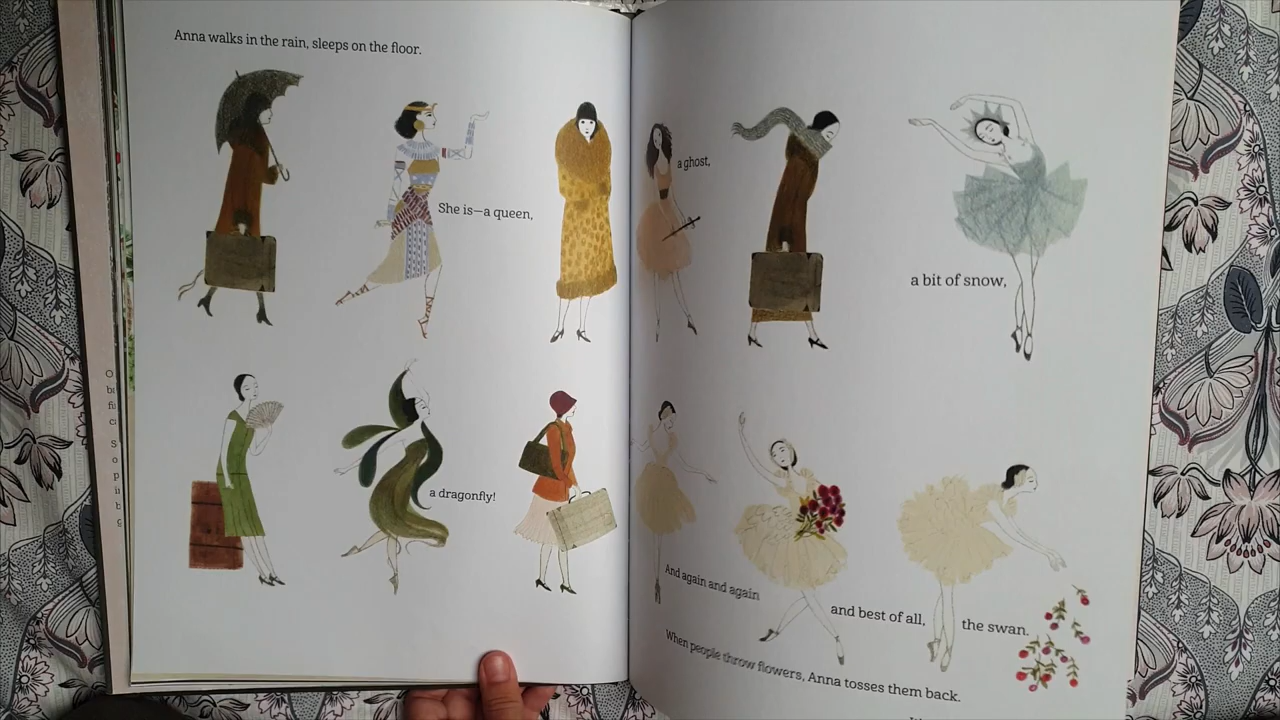 Anna walks in the rain, sleeps on the floor.
She is—a queen,
a dragonfly!
a ghost,
a bit of snow,
And again and again
and best of all,
the swan.
When people throw flowers, Anna tosses them back.